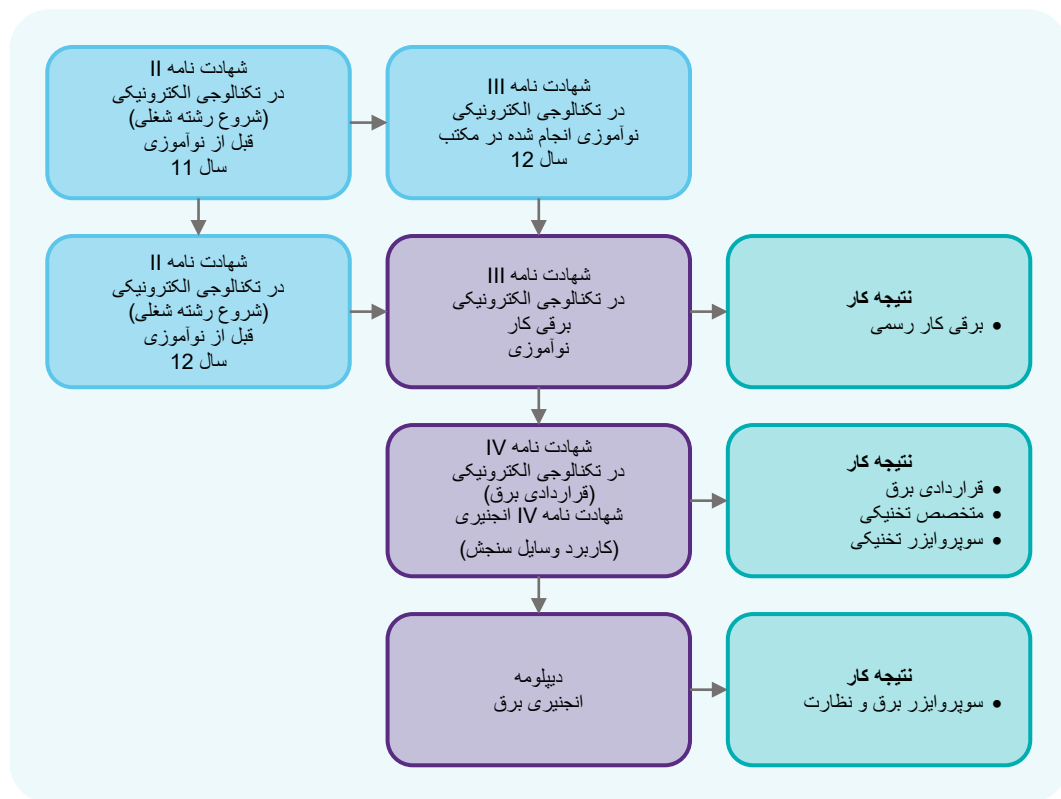 شهادت نامه II
در تکنالوجی الکترونیکی
(شروع رشته شغلی)
قبل از نوآموزی
سال 11
شهادت نامه III
در تکنالوجی الکترونیکی
نوآموزی انجام شده در مکتب
سال 12
شهادت نامه II
در تکنالوجی الکترونیکی
(شروع رشته شغلی)
قبل از نوآموزی
سال 12
شهادت نامه III
در تکنالوجی الکترونیکی
برقی کار
نوآموزی
نتیجه کار
• برقی کار رسمی
شهادت نامه IV
در تکنالوجی الکترونیکی
(قراردادی برق)
شهادت نامه IV انجنیری
(کاربرد وسایل سنجش)
نتیجه کار
• قراردادی برق
• متخصص تخنیکی
• سوپروایزر تخنیکی
دیپلومه
انجنیری برق
نتیجه کار
• سوپروایزر برق و نظارت